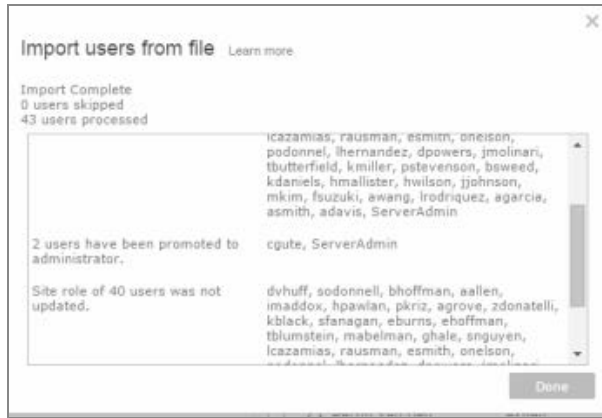 Import users from file Learn more
Import Complete
0 users skipped
43 users processed
lcazamias, rausman, esmith, onelson,
podonnel, lhernandez, dpowers, jmolinari,
tbutterfield, kmiller, pstevenson, bsweed,
kdaniels, hmallister, hwilson, jjohnson,
mkim, fsuzuki, awang, lrodriquez, agarcia,
asmith, adavis, ServerAdmin
2 users have been promoted to
administrator.
cgute, ServerAdmin
Site role of 40 users was not
updated.
dvhuff, sodonnell, bhoffman, aallen,
imaddox, hpawlan, pkriz, agrove, zdonatelli,
kblack, sfanagan, eburns, ehoffman,
tblumstein, mabelman, ghale, snguyen,
lcazamias, rausman, esmith, onelson,
Done